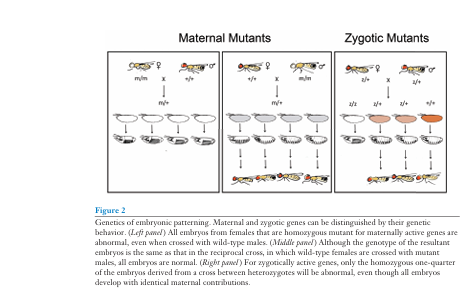 Maternal Mutants
Zygotic Mutants
♀ ♂ ♀ ♂ ♀ ♂
m/m X +/+
+/+ X m/m
z/+ X z/+
m/+
m/+
z/z z/+ z/+ +/+
Figure 2
Genetics of embryonic patterning. Maternal and zygotic genes can be distinguished by their genetic
behavior. (Left panel) All embryos from females that are homozygous mutant for maternally active genes are
abnormal, even when crossed with wild-type males. (Middle panel) Although the genotype of the resultant
embryos is the same as that in the reciprocal cross, in which wild-type females are crossed with mutant
males, all embryos are normal. (Right panel) For zygotically active genes, only the homozygous one-quarter
of the embryos derived from a cross between heterozygotes will be abnormal, even though all embryos
develop with identical maternal contributions.